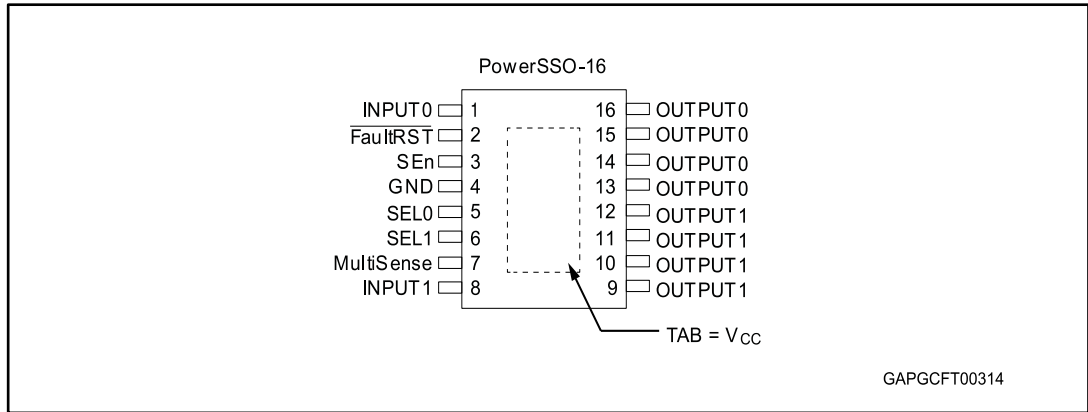 PowerSSO-16
INPUT0 1 16 OUTPUT0
FaultRST 2 15 OUTPUT0
SEn 3 14 OUTPUT0
GND 4 13 OUTPUT0
SEL0 5 12 OUTPUT1
SEL1 6 11 OUTPUT1
MultiSense 7 10 OUTPUT1
INPUT1 8 9 OUTPUT1
TAB = VCC
GAPGCFT00314